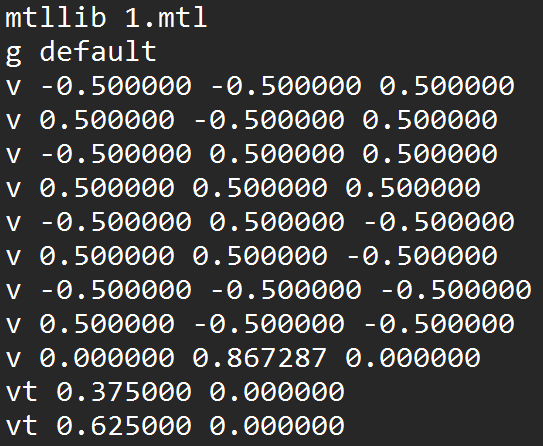 mtllib 1.mtl
g default
v -0.500000 -0.500000 0.500000
v 0.500000 -0.500000 0.500000
v -0.500000 0.500000 0.500000
v 0.500000 0.500000 0.500000
v -0.500000 0.500000 -0.500000
v 0.500000 0.500000 -0.500000
v -0.500000 -0.500000 -0.500000
v 0.500000 -0.500000 -0.500000
v 0.000000 0.867287 0.000000
vt 0.375000 0.000000
vt 0.625000 0.000000